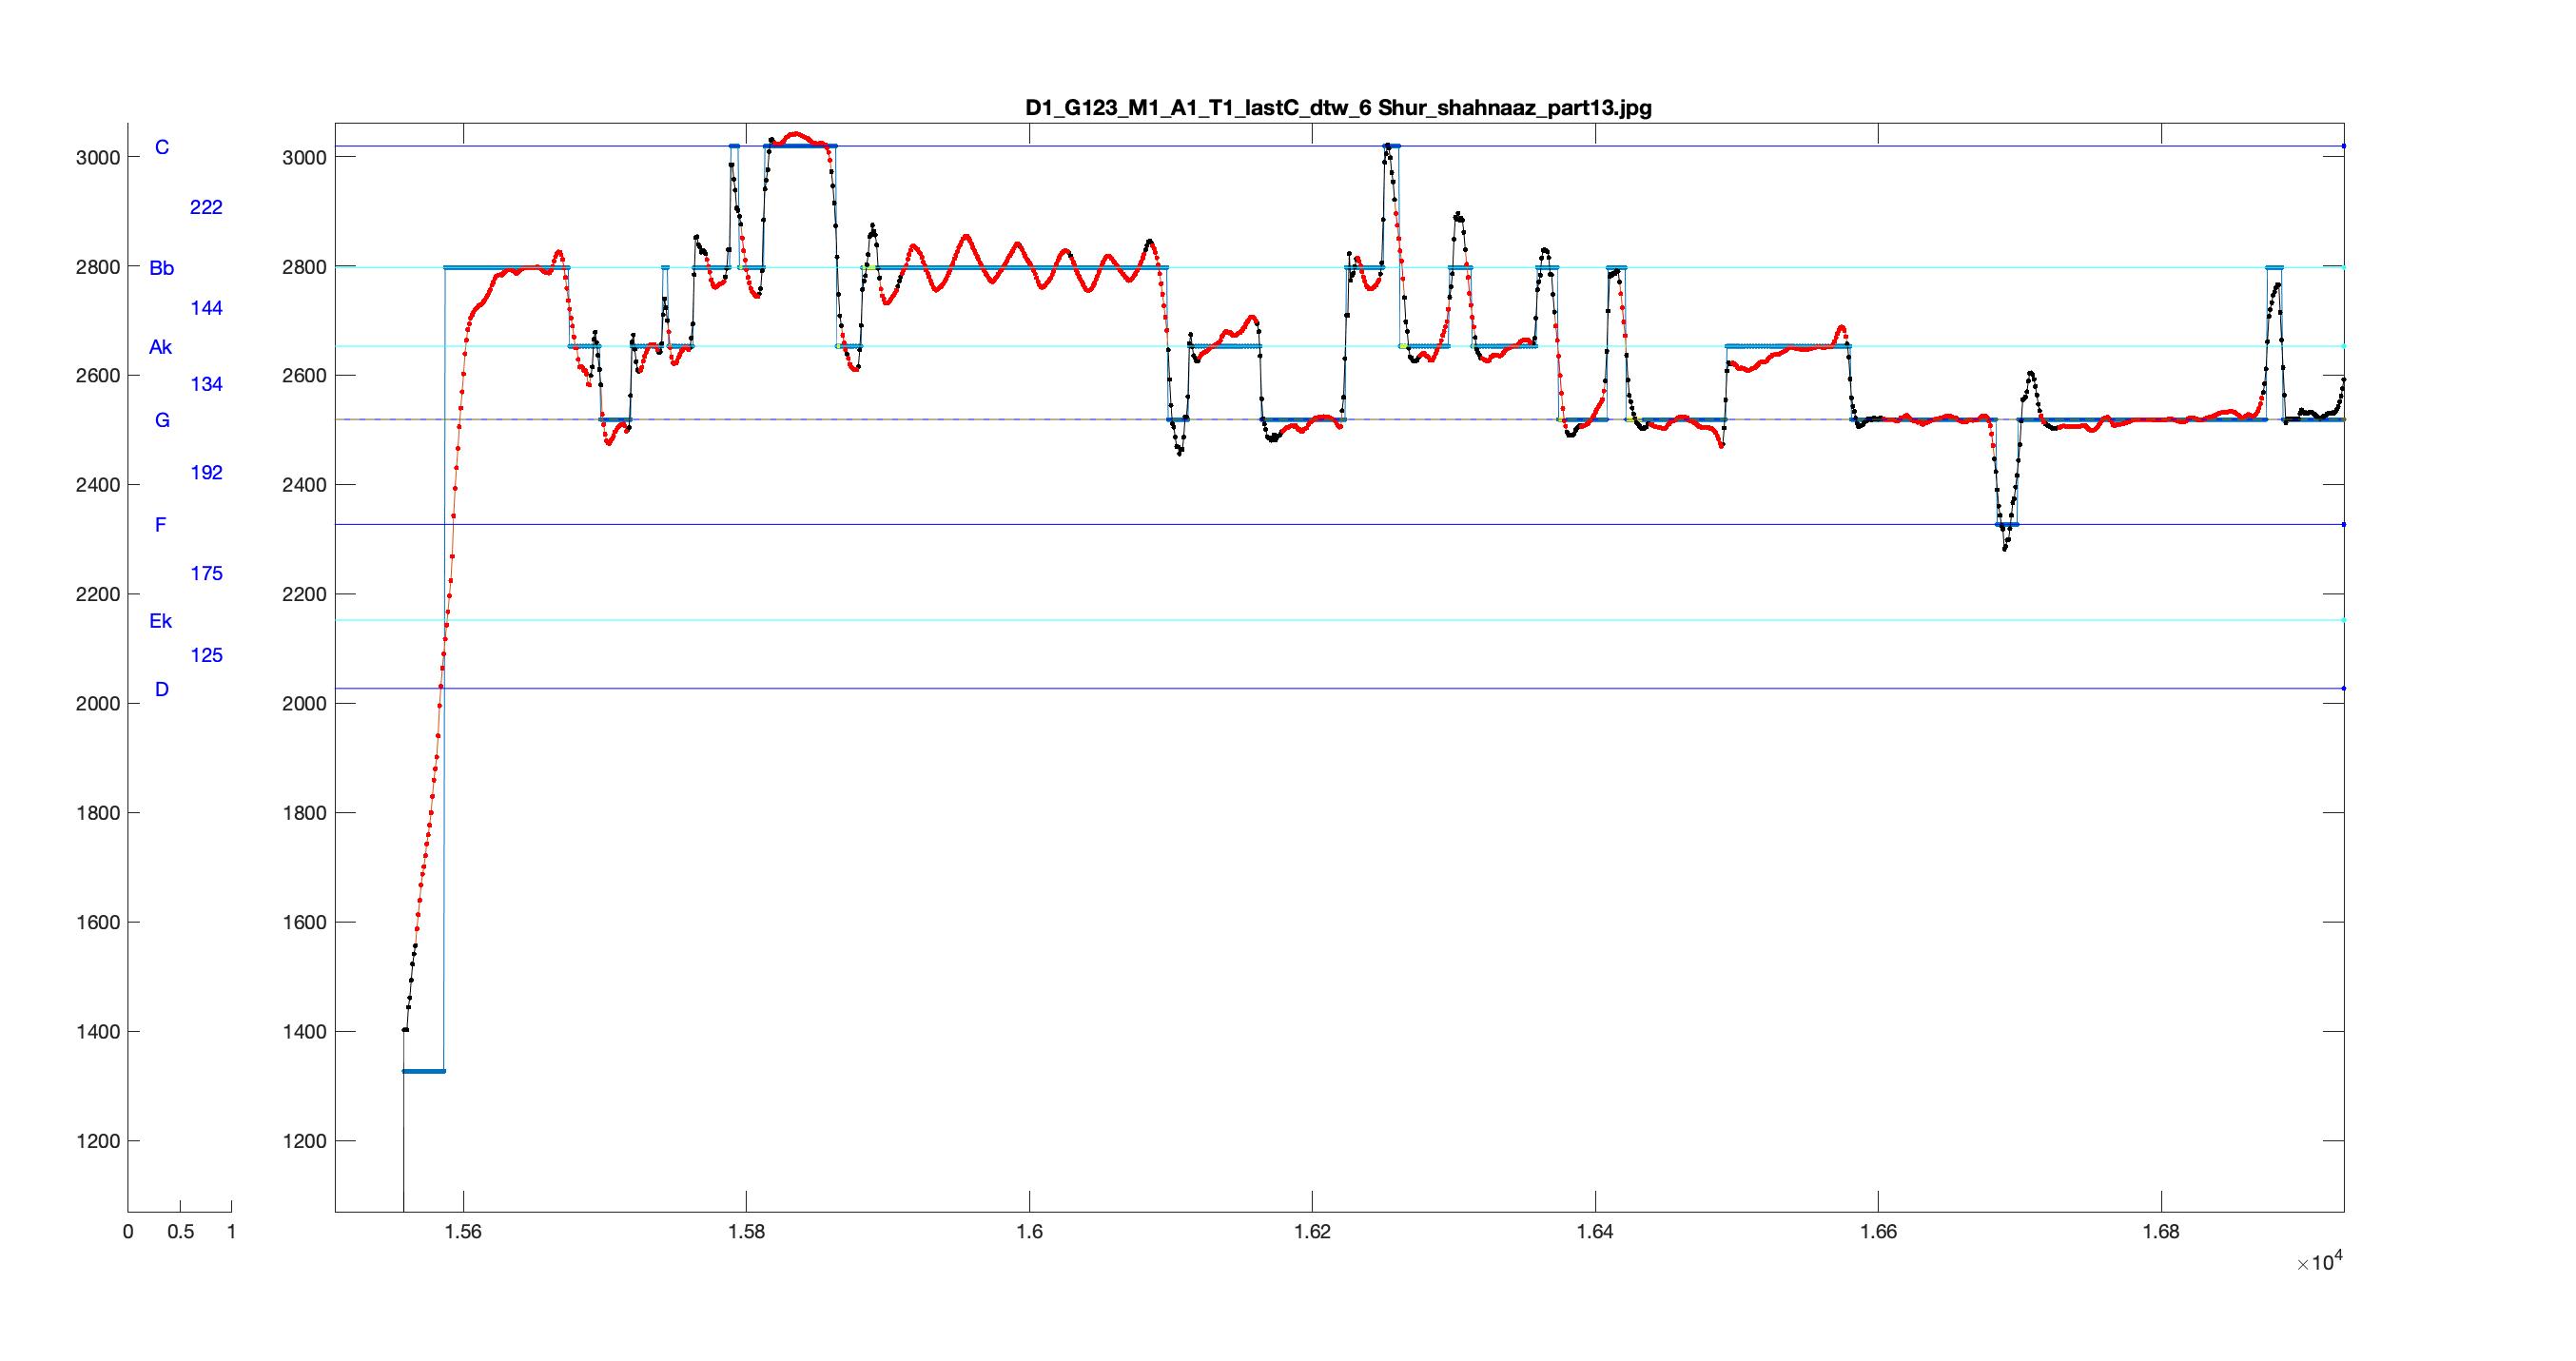 D1_G123_M1_A1_T1_lastC_dtw_6 Shur_shahnaaz_part13.jpg
3000 C 3000
222
2800 Bb 2800
144
2600 Ak 2600
134
G
2400 192 2400
F
2200 175 2200
Ek
125
2000 D 2000
1800 1800
1600 1600
1400 1400
1200 1200
0 0.5 1 1.56 1.58 1.6 1.62 1.64 1.66 1.68
×10^4